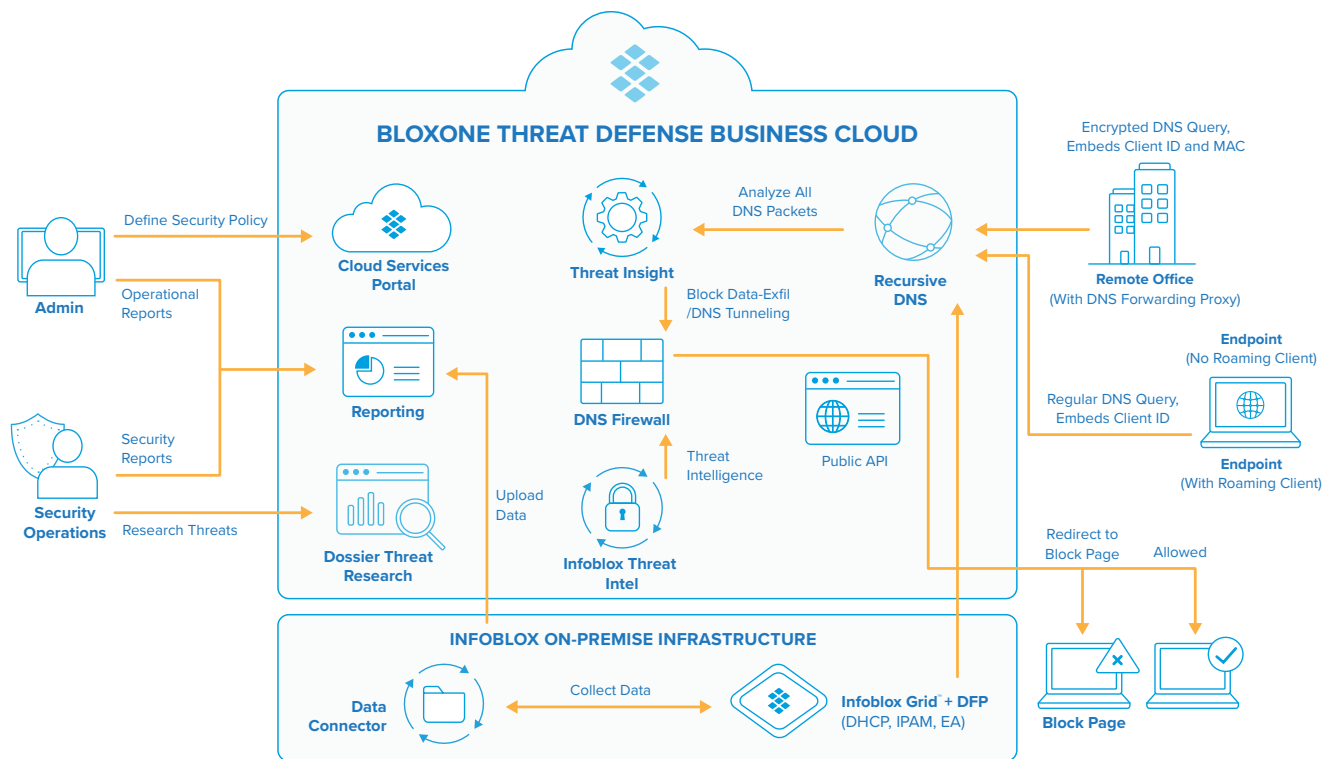 BLOXONE THREAT DEFENSE BUSINESS CLOUD
Encrypted DNS Query,
Embeds Client ID and MAC
Define Security Policy
Cloud Services
Portal
Threat Insight
Analyze All
DNS Packets
Recursive
DNS
Remote Office
(With DNS Forwarding Proxy)
Admin
Operational
Reports
Block Data-Exfil
/DNS Tunneling
Endpoint
(No Roaming Client)
Reporting
DNS Firewall
Public API
Regular DNS Query,
Embeds Client ID
Endpoint
(With Roaming Client)
Security
Reports
Threat
Intelligence
Security
Operations
Research Threats
Upload
Data
Dossier Threat
Research
Infoblox Threat
Intel
Redirect to
Block Page
Allowed
INFOBLOX ON-PREMISE INFRASTRUCTURE
Data
Connector
Collect Data
Infoblox Grid™ + DFP
(DHCP, IPAM, EA)
Block Page